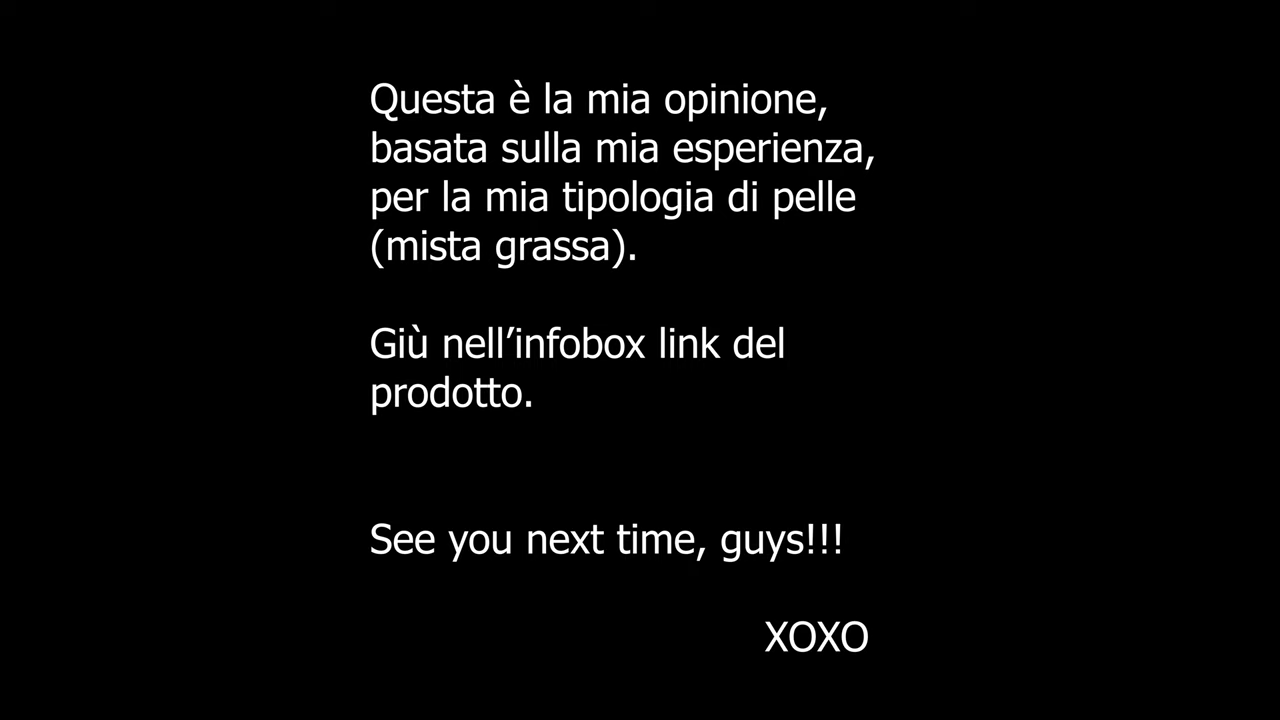 Questa è la mia opinione,
basata sulla mia esperienza,
per la mia tipologia di pelle
(mista grassa).
Giù nell’infobox link del
prodotto.
See you next time, guys!!!
XOXO